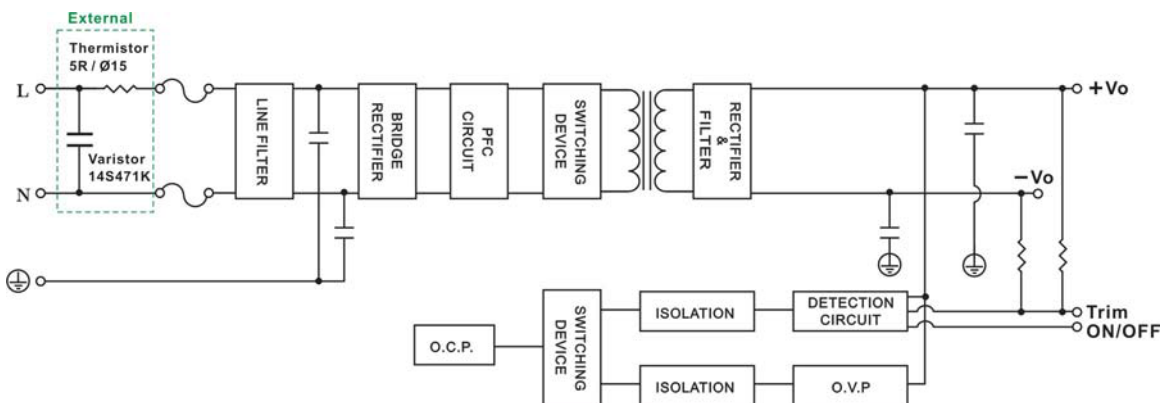 External
Thermistor
5R / Ø15
L
Varistor
14S471K
N
LINE FILTER
BRIDGE
RECTIFIER
PFC
CIRCUIT
SWITCHING
DEVICE
RECTIFIER
&
FILTER
+Vo
−Vo
Trim
ON/OFF
O.C.P.
SWITCHING
DEVICE
ISOLATION
DETECTION
CIRCUIT
ISOLATION
O.V.P